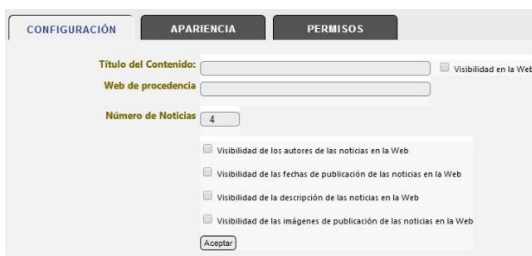 CONFIGURACIÓN APARIENCIA PERMISOS
Título del Contenido: Visibilidad en la Web
Web de procedencia
Número de Noticias 4
Visibilidad de los autores de las noticias en la Web
Visibilidad de las fechas de publicación de las noticias en la Web
Visibilidad de la descripción de las noticias en la Web
Visibilidad de las imágenes de publicación de las noticias en la Web
Aceptar